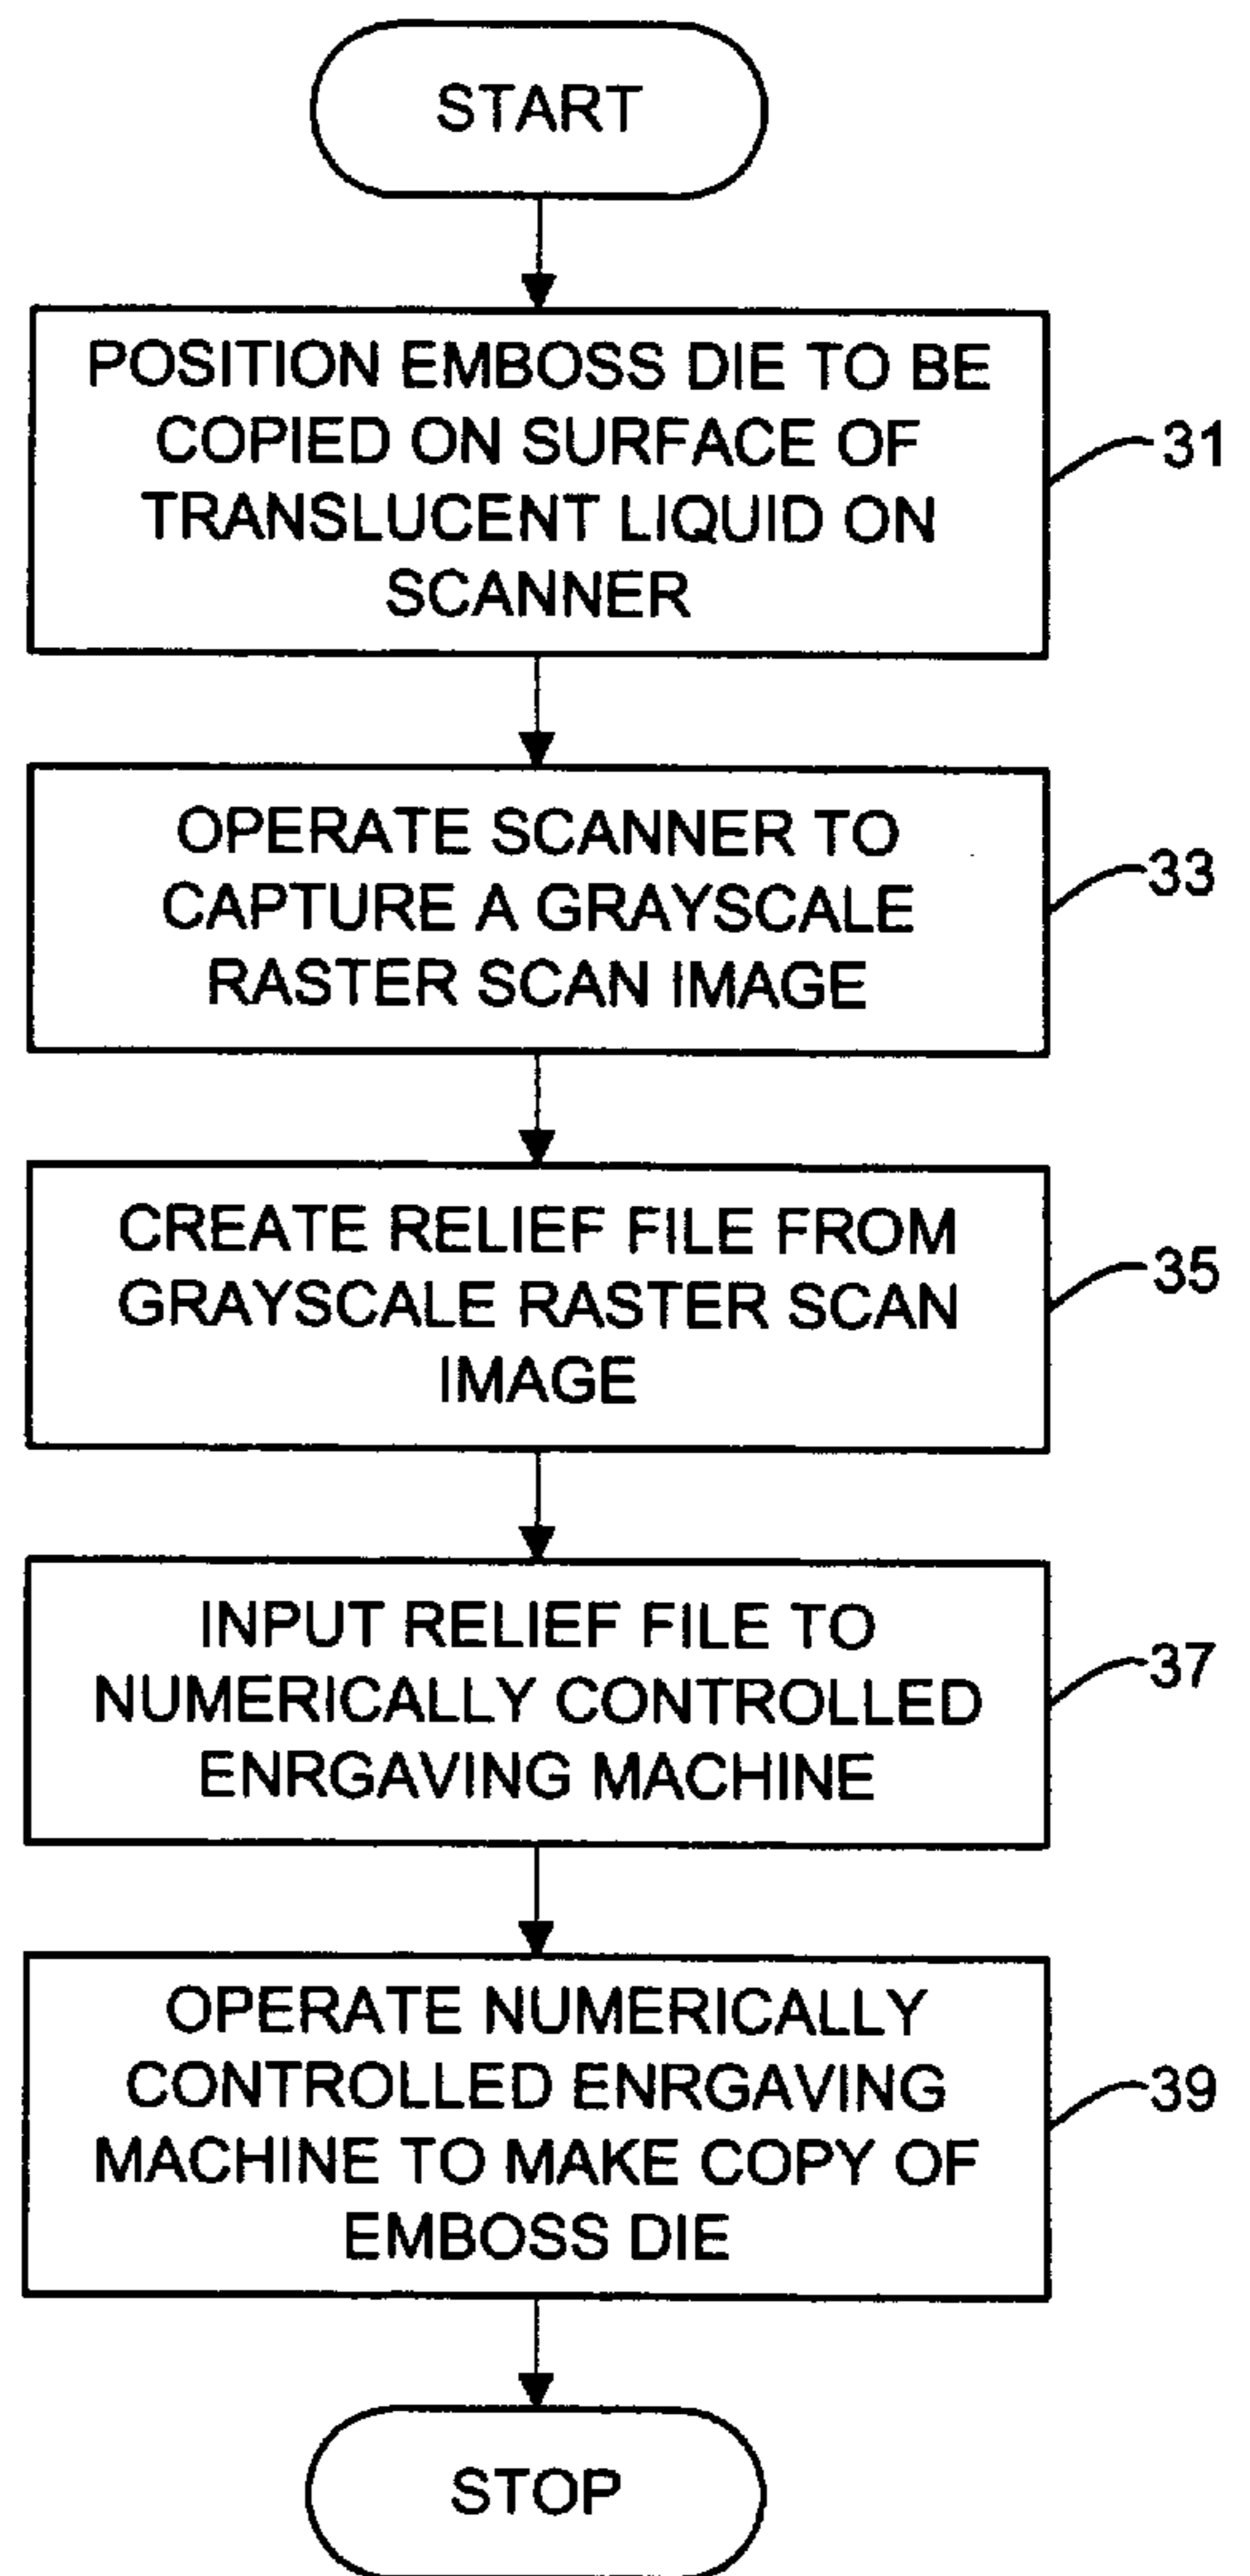 START
POSITION EMBOSS DIE TO BE
COPIED ON SURFACE OF
TRANSLUCENT LIQUID ON
SCANNER
31
OPERATE SCANNER TO
CAPTURE A GRAYSCALE
RASTER SCAN IMAGE
33
CREATE RELIEF FILE FROM
GRAYSCALE RASTER SCAN
IMAGE
35
INPUT RELIEF FILE TO
NUMERICALLY CONTROLLED
ENRGAVING MACHINE
37
OPERATE NUMERICALLY
CONTROLLED ENRGAVING
MACHINE TO MAKE COPY OF
EMBOSS DIE
39
STOP